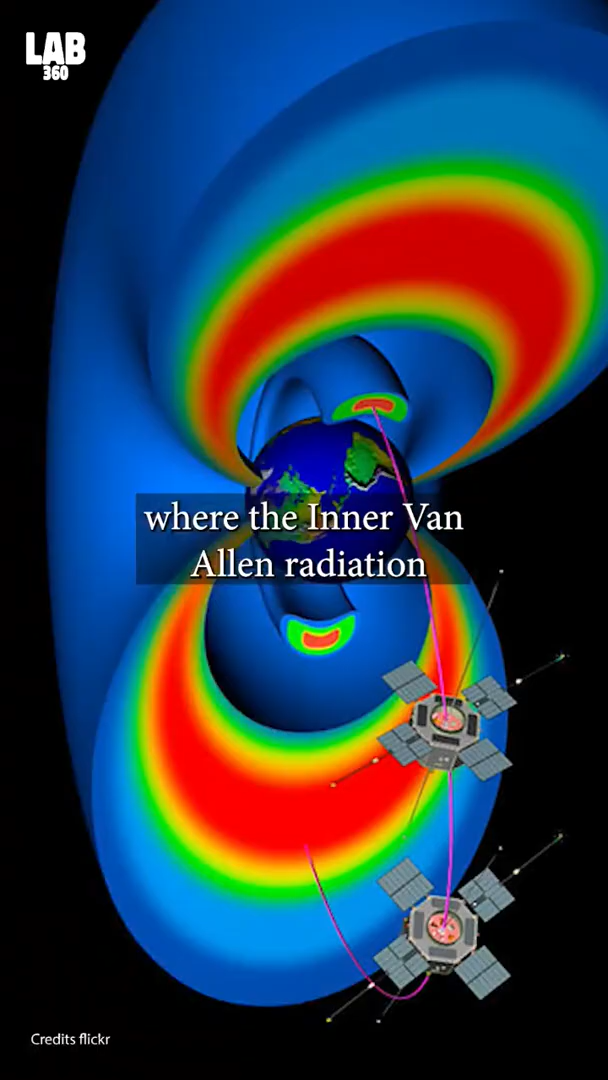 LAB
360
where the Inner Van
Allen radiation
Credits flickr